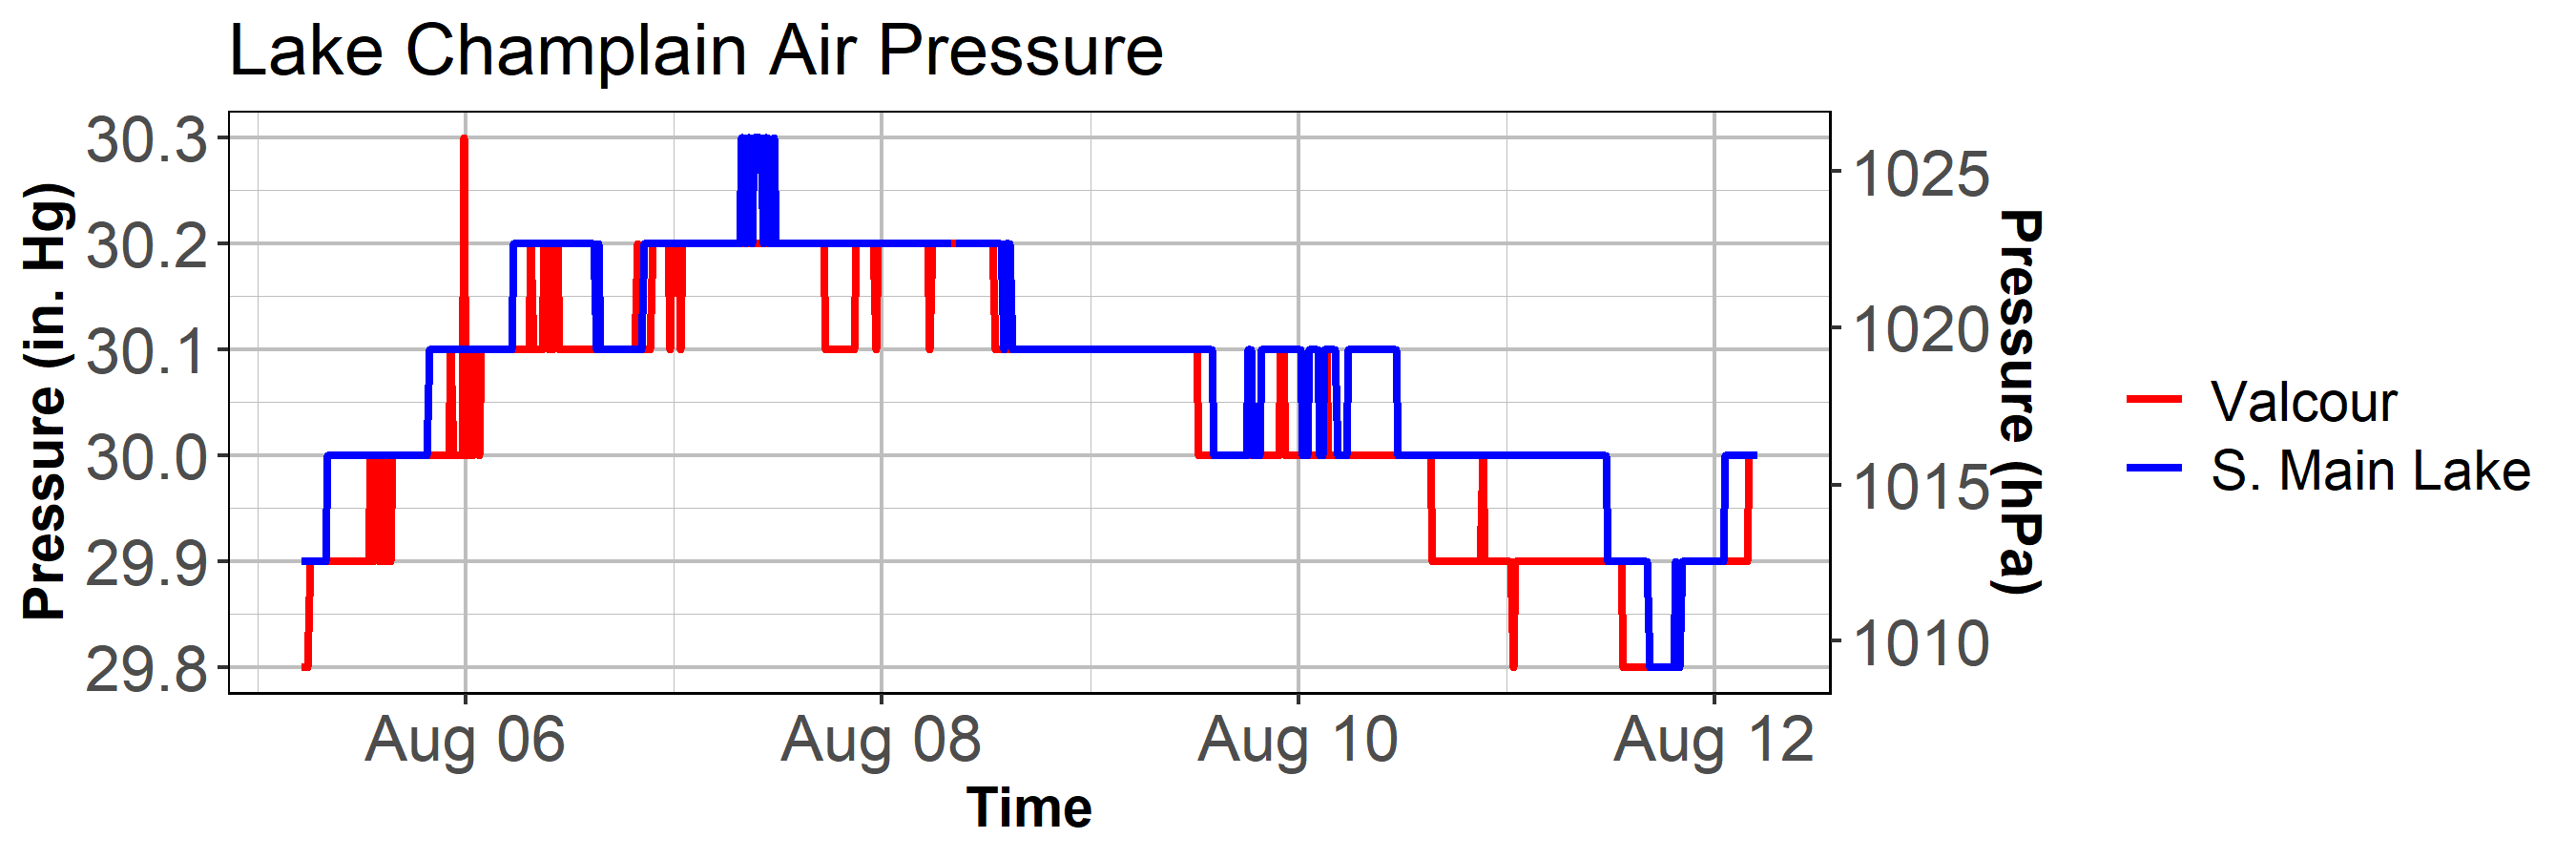 Lake Champlain Air Pressure
Pressure (in. Hg)
30.3
30.2
30.1
30.0
29.9
29.8
1025
1020
1015
1010
Pressure (hPa)
Aug 06
Aug 08
Aug 10
Aug 12
Time
Valcour
S. Main Lake